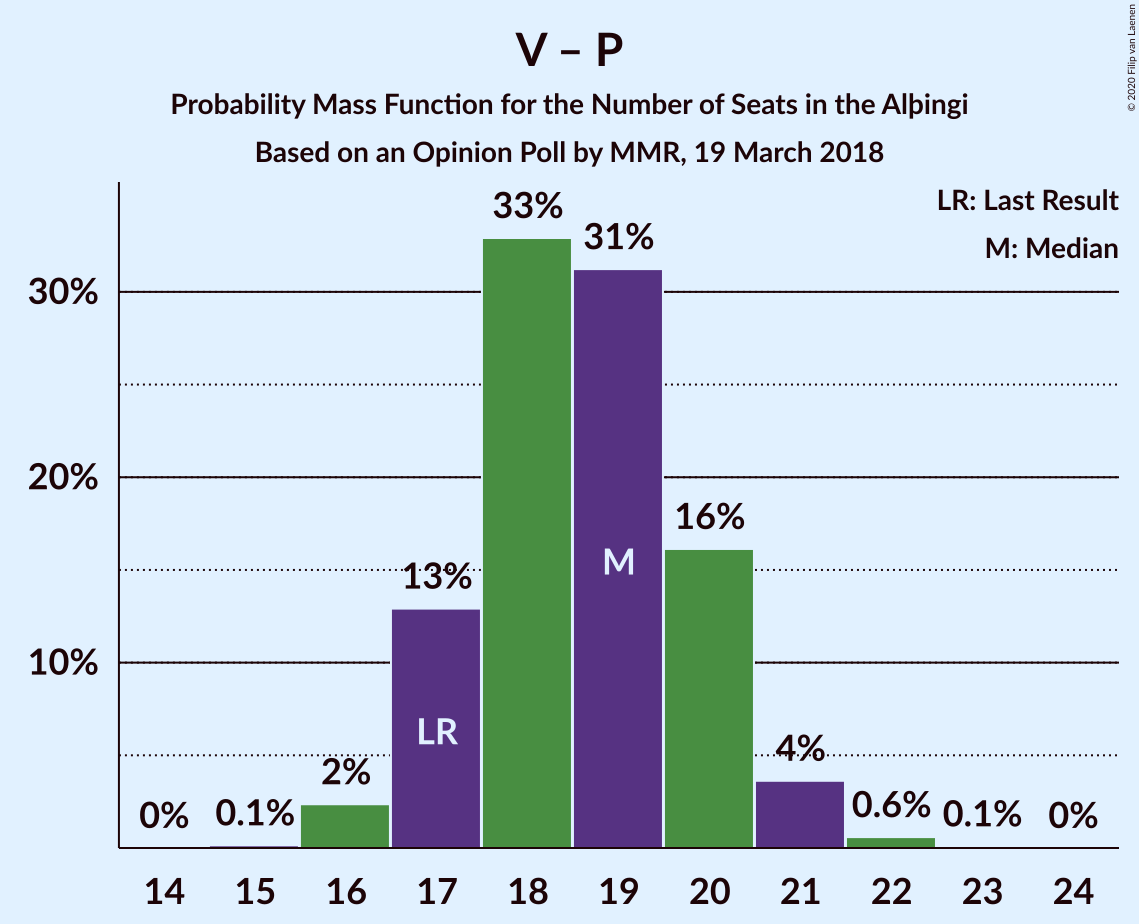 V – P
Probability Mass Function for the Number of Seats in the Alþingi
Based on an Opinion Poll by MMR, 19 March 2018
© 2020 Filip van Laenen
LR: Last Result
M: Median
33%
31%
30%
20%
16%
13%
M
10%
LR
4%
2%
0.6%
0%
0.1%
0.1%
0%
14 15 16 17 18 19 20 21 22 23 24